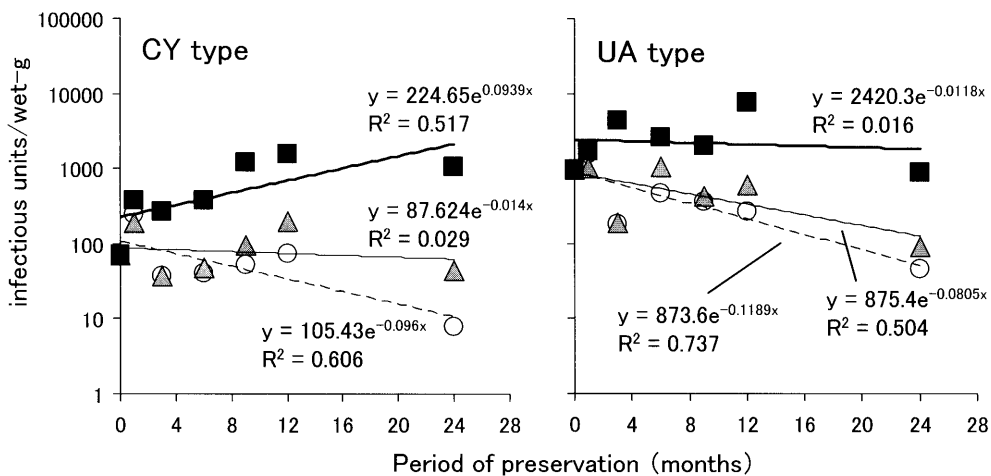 100000
10000
1000
100
10
1
infectious units/wet-g
CY type
y = 224.65e^0.0939x
R² = 0.517
y = 87.624e^-0.014x
R² = 0.029
y = 105.43e^-0.096x
R² = 0.606
0 4 8 12 16 20 24 28
UA type
y = 2420.3e^-0.0118x
R² = 0.016
y = 873.6e^-0.1189x
R² = 0.737
y = 875.4e^-0.0805x
R² = 0.504
0 4 8 12 16 20 24 28
Period of preservation (months)